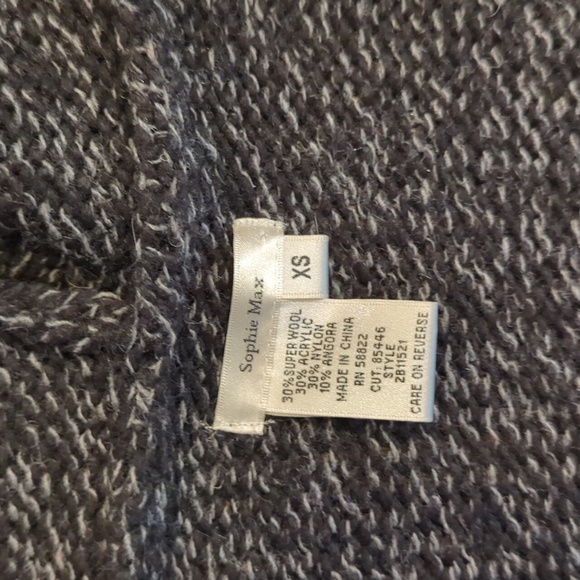 Sophie Max
XS
30% SUPER WOOL
30% ACRYLIC
30% NYLON
10% ANGORA
MADE IN CHINA
RN 58822
CUT: 85446
STYLE
2B11521
CARE ON REVERSE